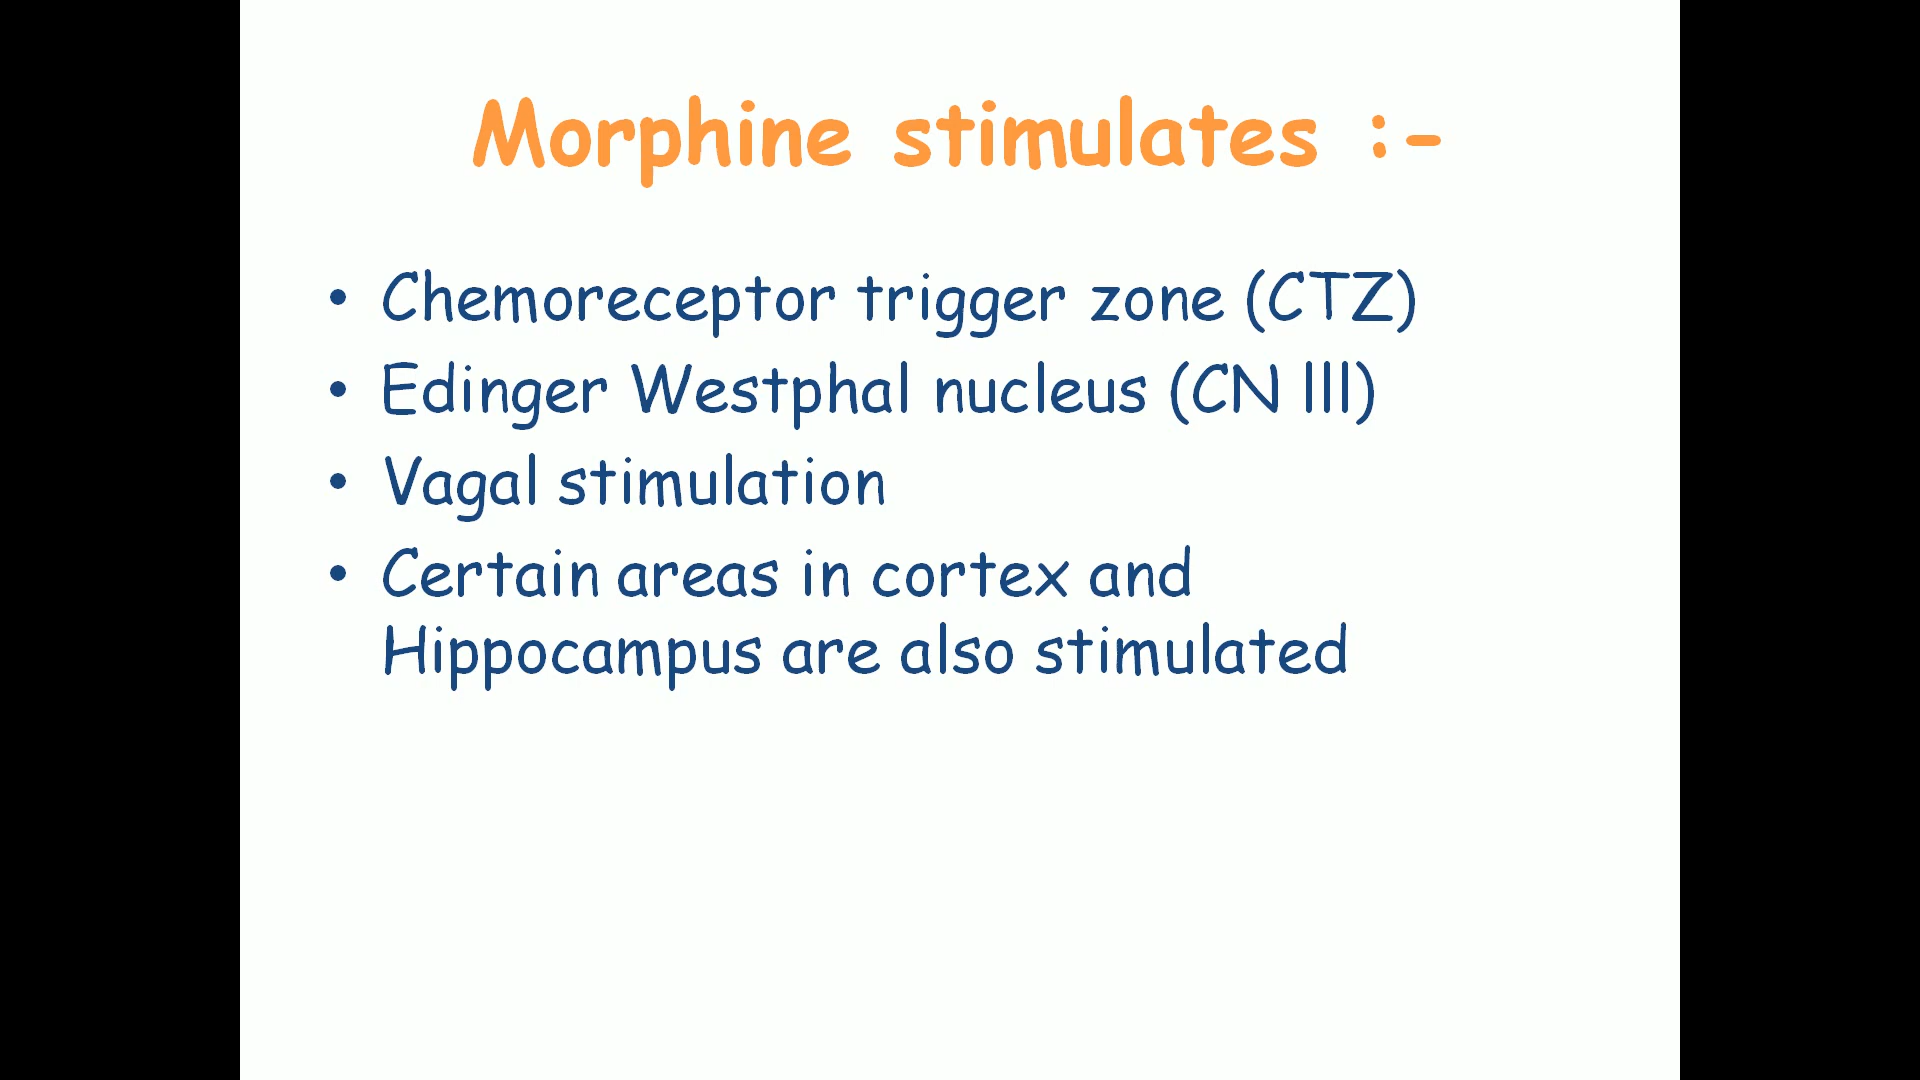 Morphine stimulates :-
• Chemoreceptor trigger zone (CTZ)
• Edinger Westphal nucleus (CN lll)
• Vagal stimulation
• Certain areas in cortex and
Hippocampus are also stimulated